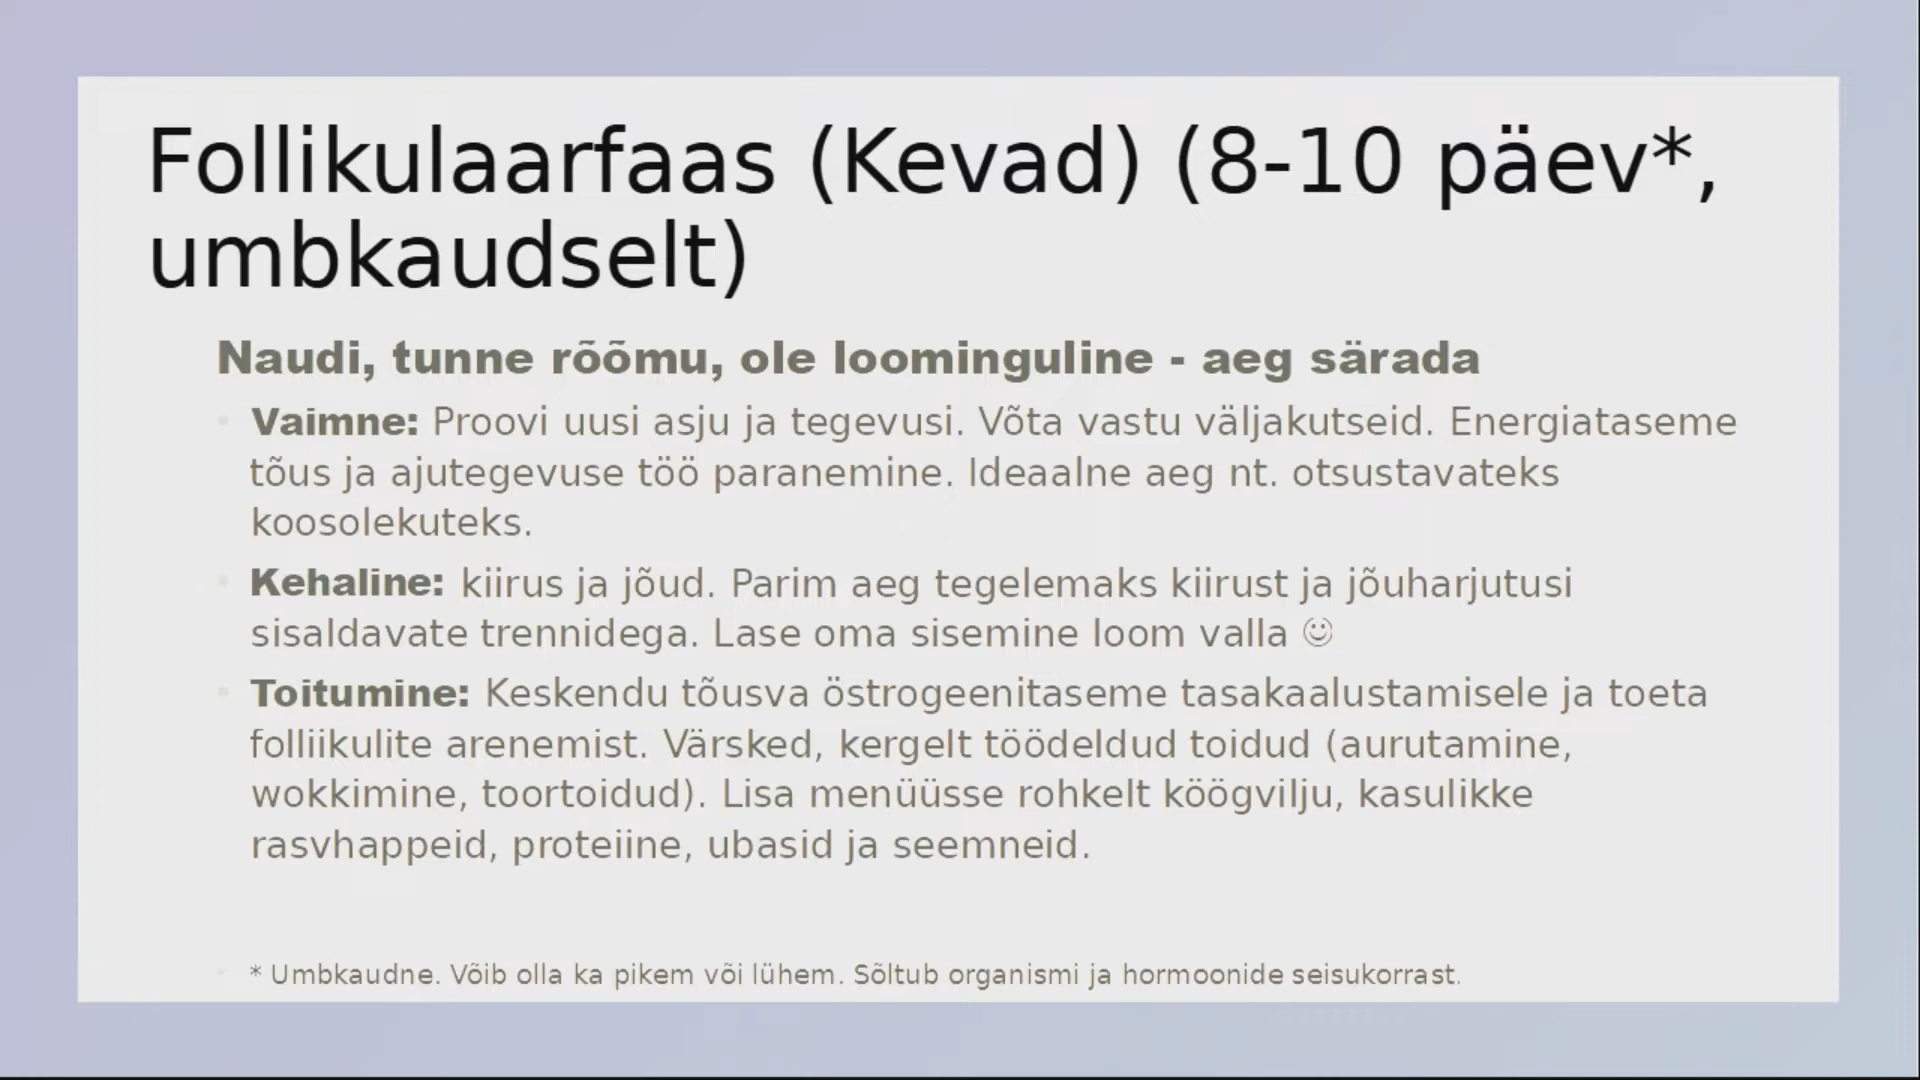 Follikulaarfaas (Kevad) (8-10 päev*,
umbkaudselt)
Naudi, tunne rõõmu, ole loominguline - aeg särada
Vaimne: Proovi uusi asju ja tegevusi. Võta vastu väljakutseid. Energiataseme
tõus ja ajutegevuse töö paranemine. Ideaalne aeg nt. otsustavateks
koosolekuteks.
Kehaline: kiirus ja jõud. Parim aeg tegelemaks kiirust ja jõuharjutusi
sisaldavate trennidega. Lase oma sisemine loom valla ☺
Toitumine: Keskendu tõusva östrogeenitaseme tasakaalustamisele ja toeta
folliikulite arenemist. Värsked, kergelt töödeldud toidud (aurutamine,
wokkimine, toortoidud). Lisa menüüsse rohkelt köögvilju, kasulikke
rasvhappeid, proteiine, ubasid ja seemneid.
* Umbkaudne. Võib olla ka pikem või lühem. Sõltub organismi ja hormoonide seisukorrast.